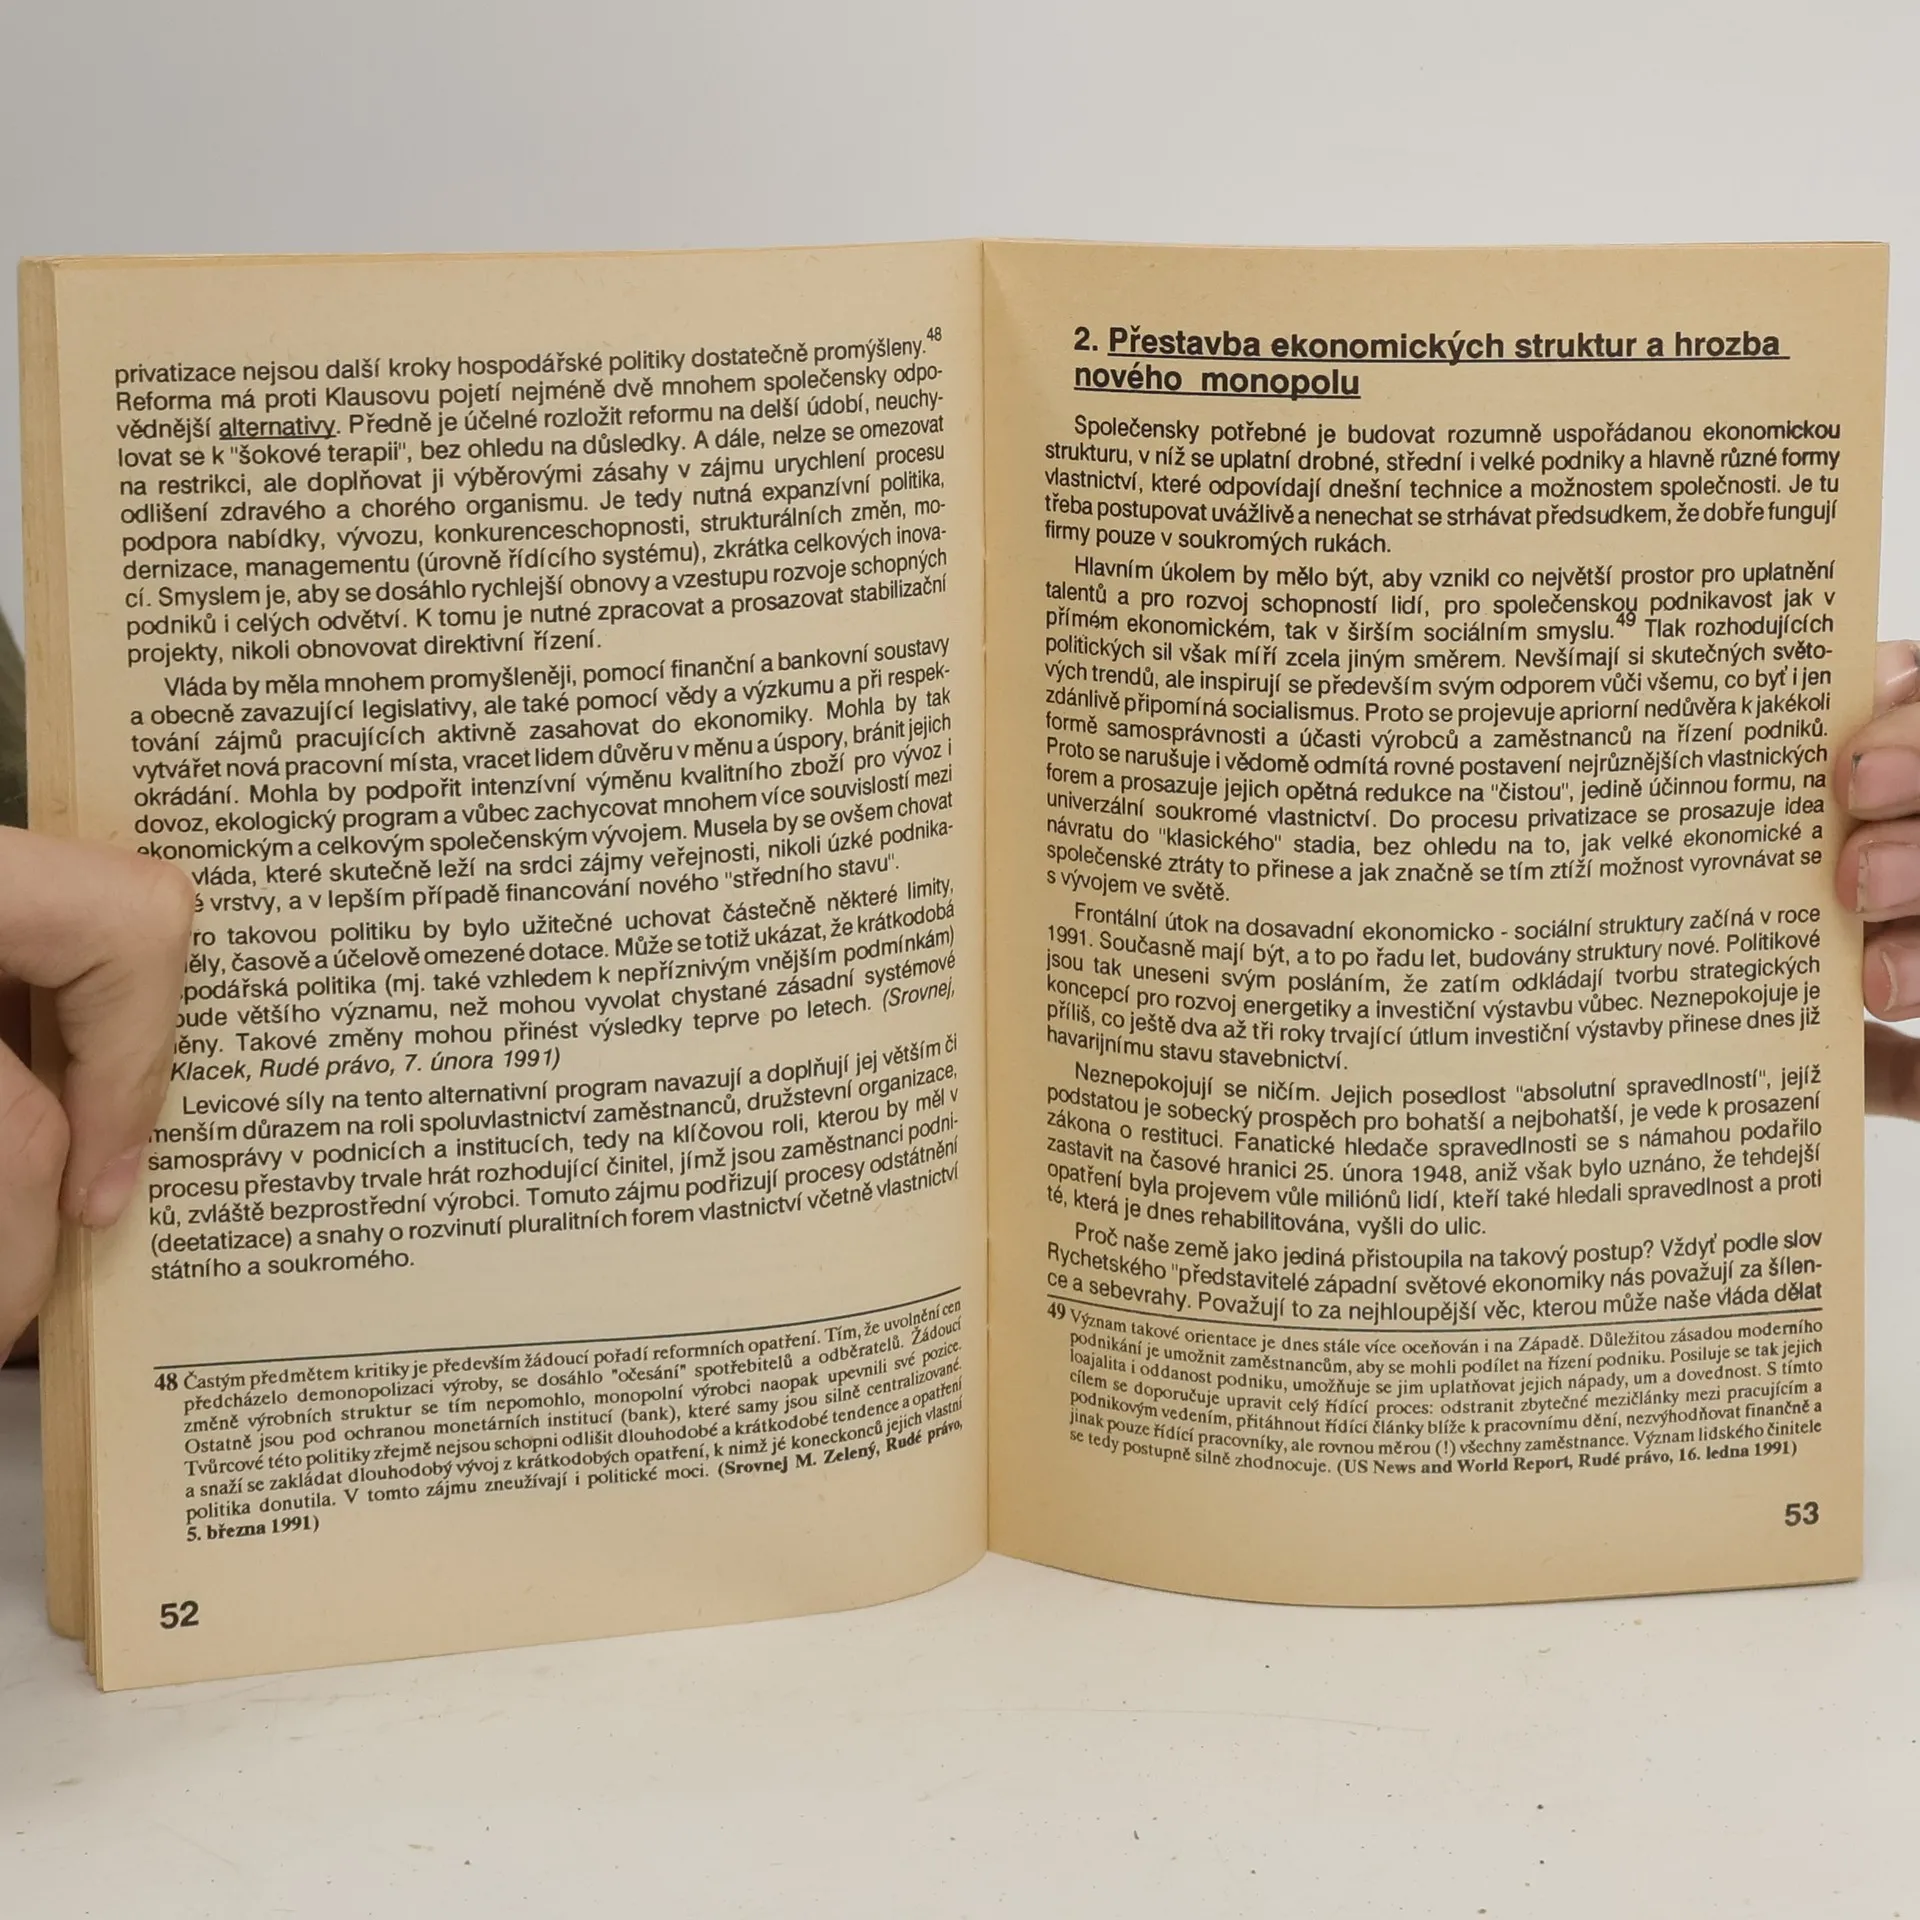 privatizace nejsou další kroky hospodářské politiky dostatečně promýšleny.48
Reforma má proti Klausovu pojetí nejméně dvě mnohem společensky odpo-
vědnější alternativy. Předně je účelné rozložit reformu na delší údobí, neuchy-
lovat se k "šokové terapii", bez ohledu na důsledky. A dále, nelze se omezovat
na restrikci, ale doplňovat ji výběrovými zásahy v zájmu urychlení procesu
odlišení zdravého a chorého organismu. Je tedy nutná expanzívní politika,
podpora nabídky, vývozu, konkurenceschopnosti, strukturálních změn, mo-
dernizace, managementu (úrovně řídícího systému), zkrátka celkových inova-
cí. Smyslem je, aby se dosáhlo rychlejší obnovy a vzestupu rozvoje schopných
podniků i celých odvětví. K tomu je nutné zpracovat a prosazovat stabilizační
projekty, nikoli obnovovat direktivní řízení.
Vláda by měla mnohem promyšleněji, pomocí finanční a bankovní soustavy
a obecně zavazující legislativy, ale také pomocí vědy a výzkumu a při respek-
tování zájmů pracujících aktivně zasahovat do ekonomiky. Mohla by tak
vytvářet nová pracovní místa, vracet lidem důvěru v měnu a úspory, bránit jejich
okrádání. Mohla by podpořit intenzívní výměnu kvalitního zboží pro vývoz i
dovoz, ekologický program a vůbec zachycovat mnohem více souvislostí mezi
ekonomickým a celkovým společenským vývojem. Musela by se ovšem chovat
vláda, které skutečně leží na srdci zájmy veřejnosti, nikoli úzké podnika-
é vrstvy, a v lepším případě financování nového "středního stavu".
ro takovou politiku by bylo užitečné uchovat částečně některé limity,
ěly, časově a účelově omezené dotace. Může se totiž ukázat, že krátkodobá
podářská politika (mj. také vzhledem k nepříznivým vnějším podmínkám)
bude většího významu, než mohou vyvolat chystané zásadní systémové
ěny. Takové změny mohou přinést výsledky teprve po letech. (Srovnej,
Klacek, Rudé právo, 7. února 1991)
Levicové síly na tento alternativní program navazují a doplňují jej větším či
menším důrazem na roli spoluvlastnictví zaměstnanců, družstevní organizace,
samosprávy v podnicích a institucích, tedy na klíčovou roli, kterou by měl v
procesu přestavby trvale hrát rozhodující činitel, jímž jsou zaměstnanci podni-
ků, zvláště bezprostřední výrobci. Tomuto zájmu podřizují procesy odstátnění
(deetatizace) a snahy o rozvinutí pluralitních forem vlastnictví včetně vlastnictví
státního a soukromého.
48 Častým předmětem kritiky je především žádoucí pořadí reformních opatření. Tím, že uvolnění cen
předcházelo demonopolizaci výroby, se dosáhlo "očesání" spotřebitelů a odběratelů. Žádoucí
změně výrobních struktur se tím nepomohlo, monopolní výrobci naopak upevnili své pozice.
Ostatně jsou pod ochranou monetárních institucí (bank), které samy jsou silně centralizované.
Tvůrcové této politiky zřejmě nejsou schopni odlišit dlouhodobé a krátkodobé tendence a opatření
a snaží se zakládat dlouhodobý vývoj z krátkodobých opatření, k nimž jé koneckonců jejich vlastní
politika donutila. V tomto zájmu zneužívají i politické moci. (Srovnej M. Zelený, Rudé právo,
5. března 1991)
52
2. Přestavba ekonomických struktur a hrozba
nového monopolu
Společensky potřebné je budovat rozumně uspořádanou ekonomickou
strukturu, v níž se uplatní drobné, střední i velké podniky a hlavně různé formy
vlastnictví, které odpovídají dnešní technice a možnostem společnosti. Je tu
třeba postupovat uvážlivě a nenechat se strhávat předsudkem, že dobře fungují
firmy pouze v soukromých rukách.
Hlavním úkolem by mělo být, aby vznikl co největší prostor pro uplatnění
talentů a pro rozvoj schopností lidí, pro společenskou podnikavost jak v
přímém ekonomickém, tak v širším sociálním smyslu.49 Tlak rozhodujících
politických sil však míří zcela jiným směrem. Nevšímají si skutečných světo-
vých trendů, ale inspirují se především svým odporem vůči všemu, co byť i jen
zdánlivě připomíná socialismus. Proto se projevuje apriorní nedůvěra k jakékoli
formě samosprávnosti a účasti výrobců a zaměstnanců na řízení podniků.
Proto se narušuje i vědomě odmítá rovné postavení nejrůznějších vlastnických
forem a prosazuje jejich opětná redukce na "čistou", jedině účinnou formu, na
univerzální soukromé vlastnictví. Do procesu privatizace se prosazuje idea
návratu do "klasického" stadia, bez ohledu na to, jak velké ekonomické a
společenské ztráty to přinese a jak značně se tím ztíží možnost vyrovnávat se
s vývojem ve světě.
Frontální útok na dosavadní ekonomicko - sociální struktury začíná v roce
1991. Současně mají být, a to po řadu let, budovány struktury nové. Politikové
jsou tak uneseni svým posláním, že zatím odkládají tvorbu strategických
koncepcí pro rozvoj energetiky a investiční výstavbu vůbec. Neznepokojuje je
příliš, co ještě dva až tři roky trvající útlum investiční výstavby přinese dnes již
havarijnímu stavu stavebnictví.
Neznepokojují se ničím. Jejich posedlost "absolutní spravedlností", jejíž
podstatou je sobecký prospěch pro bohatší a nejbohatší, je vede k prosazení
zákona o restituci. Fanatické hledače spravedlnosti se s námahou podařilo
zastavit na časové hranici 25. února 1948, aniž však bylo uznáno, že tehdejší
opatření byla projevem vůle miliónů lidí, kteří také hledali spravedlnost a proti
té, která je dnes rehabilitována, vyšli do ulic.
Proč naše země jako jediná přistoupila na takový postup? Vždyť podle slov
Rychetského "představitelé západní světové ekonomiky nás považují za šílen-
ce a sebevrahy. Považují to za nejhloupější věc, kterou může naše vláda dělat
49 Význam takové orientace je dnes stále více oceňován i na Západě. Důležitou zásadou moderního
podnikání je umožnit zaměstnancům, aby se mohli podílet na řízení podniku. Posiluje se tak jejich
loajalita i oddanost podniku, umožňuje se jim uplatňovat jejich nápady, um a dovednost. S tímto
cílem se doporučuje upravit celý řídící proces: odstranit zbytečné mezičlánky mezi pracujícím a
podnikovým vedením, přitáhnout řídící články blíže k pracovnímu dění, nezvýhodňovat finančně a
jinak pouze řídící pracovníky, ale rovnou měrou (!) všechny zaměstnance. Význam lidského činitele
se tedy postupně silně zhodnocuje. (US News and World Report, Rudé právo, 16. ledna 1991)
53